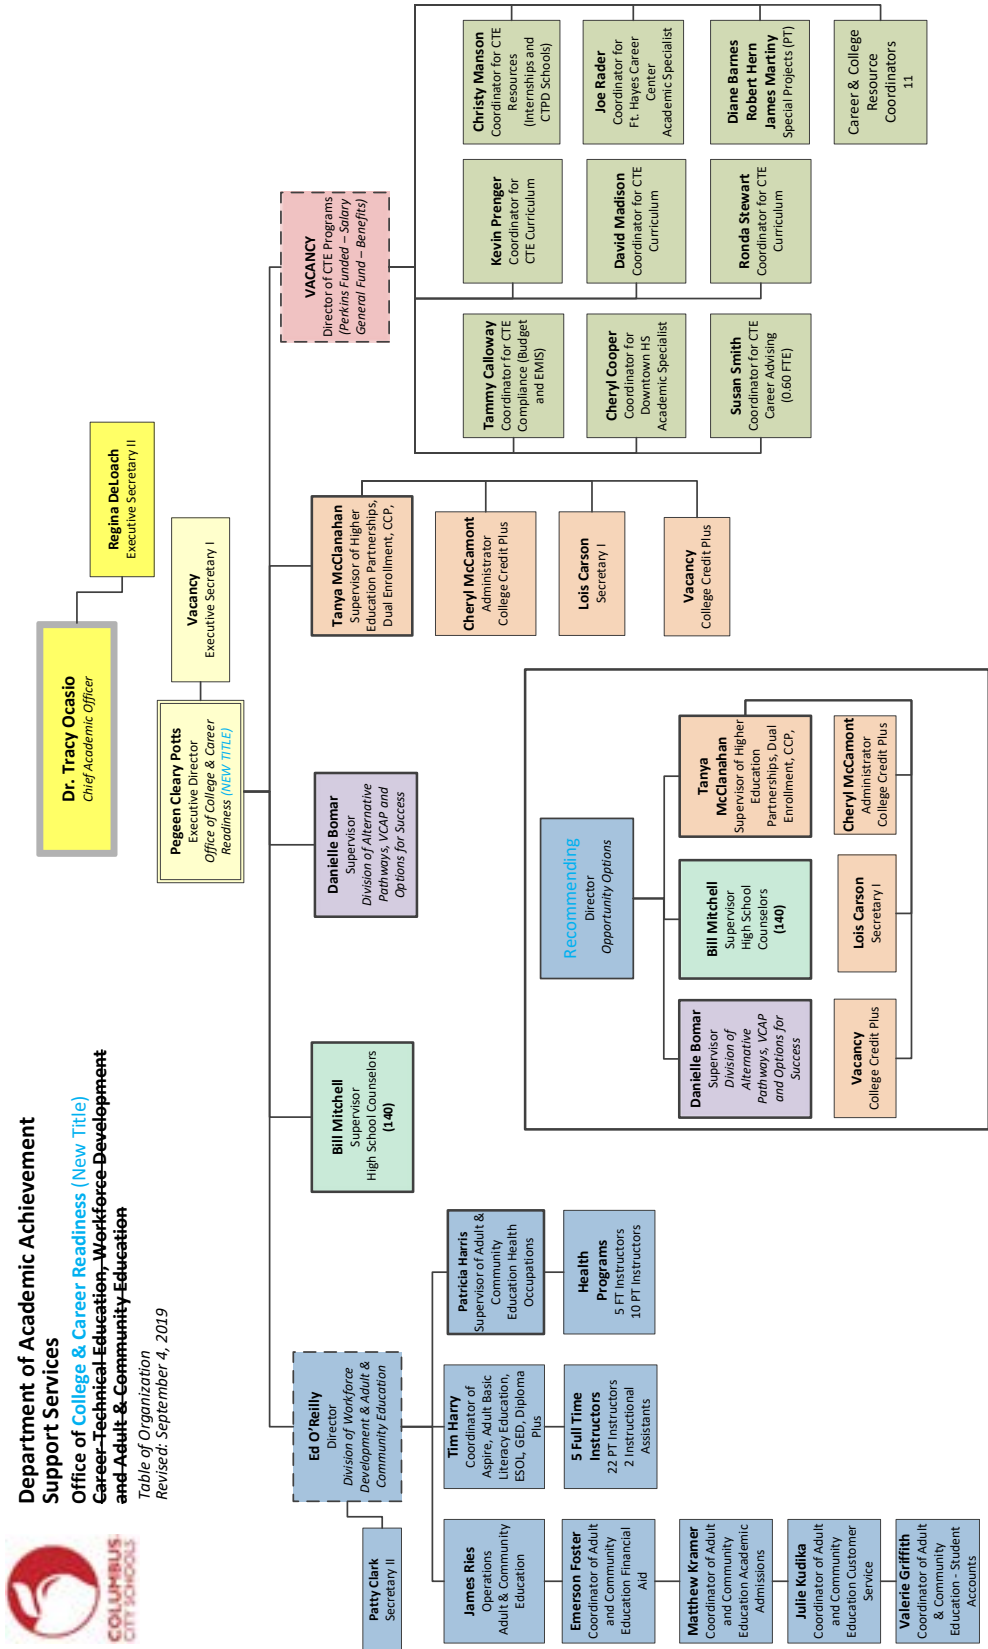 COLUMBUS
CITY SCHOOLS
Department of Academic Achievement
Support Services
Office of College & Career Readiness (New Title)
Career-Technical Education, Workforce Development
and Adult & Community Education
Table of Organization
Revised: September 4, 2019
Dr. Tracy Ocasio
Chief Academic Officer
Regina DeLoach
Executive Secretary II
Pegeen Cleary Potts
Executive Director
Office of College & Career
Readiness (NEW TITLE)
Vacancy
Executive Secretary I
Ed O'Reilly
Director
Division of Workforce
Development & Adult &
Community Education
Patty Clark
Secretary II
James Ries
Operations
Adult & Community
Education
Emerson Foster
Coordinator of Adult
and Community
Education Financial
Aid
Matthew Kramer
Coordinator of Adult
and Community
Education Academic
Admissions
Julie Kudika
Coordinator of Adult
and Community
Education Customer
Service
Valerie Griffith
Coordinator of Adult
& Community
Education - Student
Accounts
Tim Harry
Coordinator of
Aspire, Adult Basic
Literacy Education,
ESOL, GED, Diploma
Plus
5 Full Time
Instructors
22 PT Instructors
2 Instructional
Assistants
Patricia Harris
Supervisor of Adult &
Community
Education Health
Occupations
Health
Programs
5 FT Instructors
10 PT Instructors
Bill Mitchell
Supervisor
High School Counselors
(140)
Danielle Bomar
Supervisor
Division of Alternative
Pathways, VCAP and
Options for Success
Tanya McClanahan
Supervisor of Higher
Education Partnerships,
Dual Enrollment, CCP,
Cheryl McCamont
Administrator
College Credit Plus
Lois Carson
Secretary I
Vacancy
College Credit Plus
VACANCY
Director of CTE Programs
(Perkins Funded – Salary
General Fund – Benefits)
Tammy Calloway
Coordinator for CTE
Compliance (Budget
and EMIS)
Cheryl Cooper
Coordinator for
Downtown HS
Academic Specialist
Susan Smith
Coordinator for CTE
Career Advising
(0.60 FTE)
Kevin Prenger
Coordinator for
CTE Curriculum
David Madison
Coordinator for CTE
Curriculum
Ronda Stewart
Coordinator for CTE
Curriculum
Christy Manson
Coordinator for CTE
Resources
(Internships and
CTPD Schools)
Joe Rader
Coordinator for
Ft. Hayes Career
Center
Academic Specialist
Diane Barnes
Robert Hern
James Martiny
Special Projects (PT)
Career & College
Resource
Coordinators
11
Recommending
Director
Opportunity Options
Danielle Bomar
Supervisor
Division of
Alternative
Pathways, VCAP
and Options for
Success
Bill Mitchell
Supervisor
High School
Counselors
(140)
Tanya
McClanahan
Supervisor of Higher
Education
Partnerships, Dual
Enrollment, CCP,
Vacancy
College Credit Plus
Lois Carson
Secretary I
Cheryl McCamont
Administrator
College Credit Plus